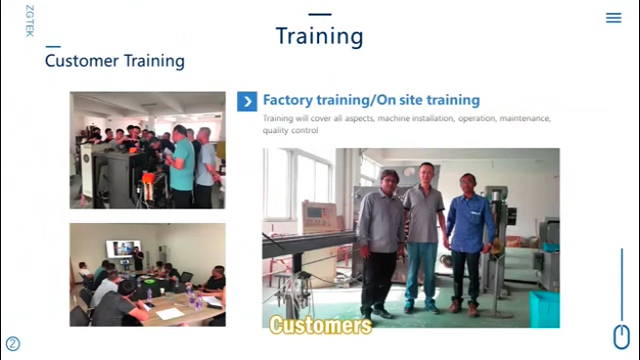 ZGTEK
Training
Customer Training
Factory training/On site training
Training will cover all aspects, machine installation, operation, maintenance,
quality control
Customers
2